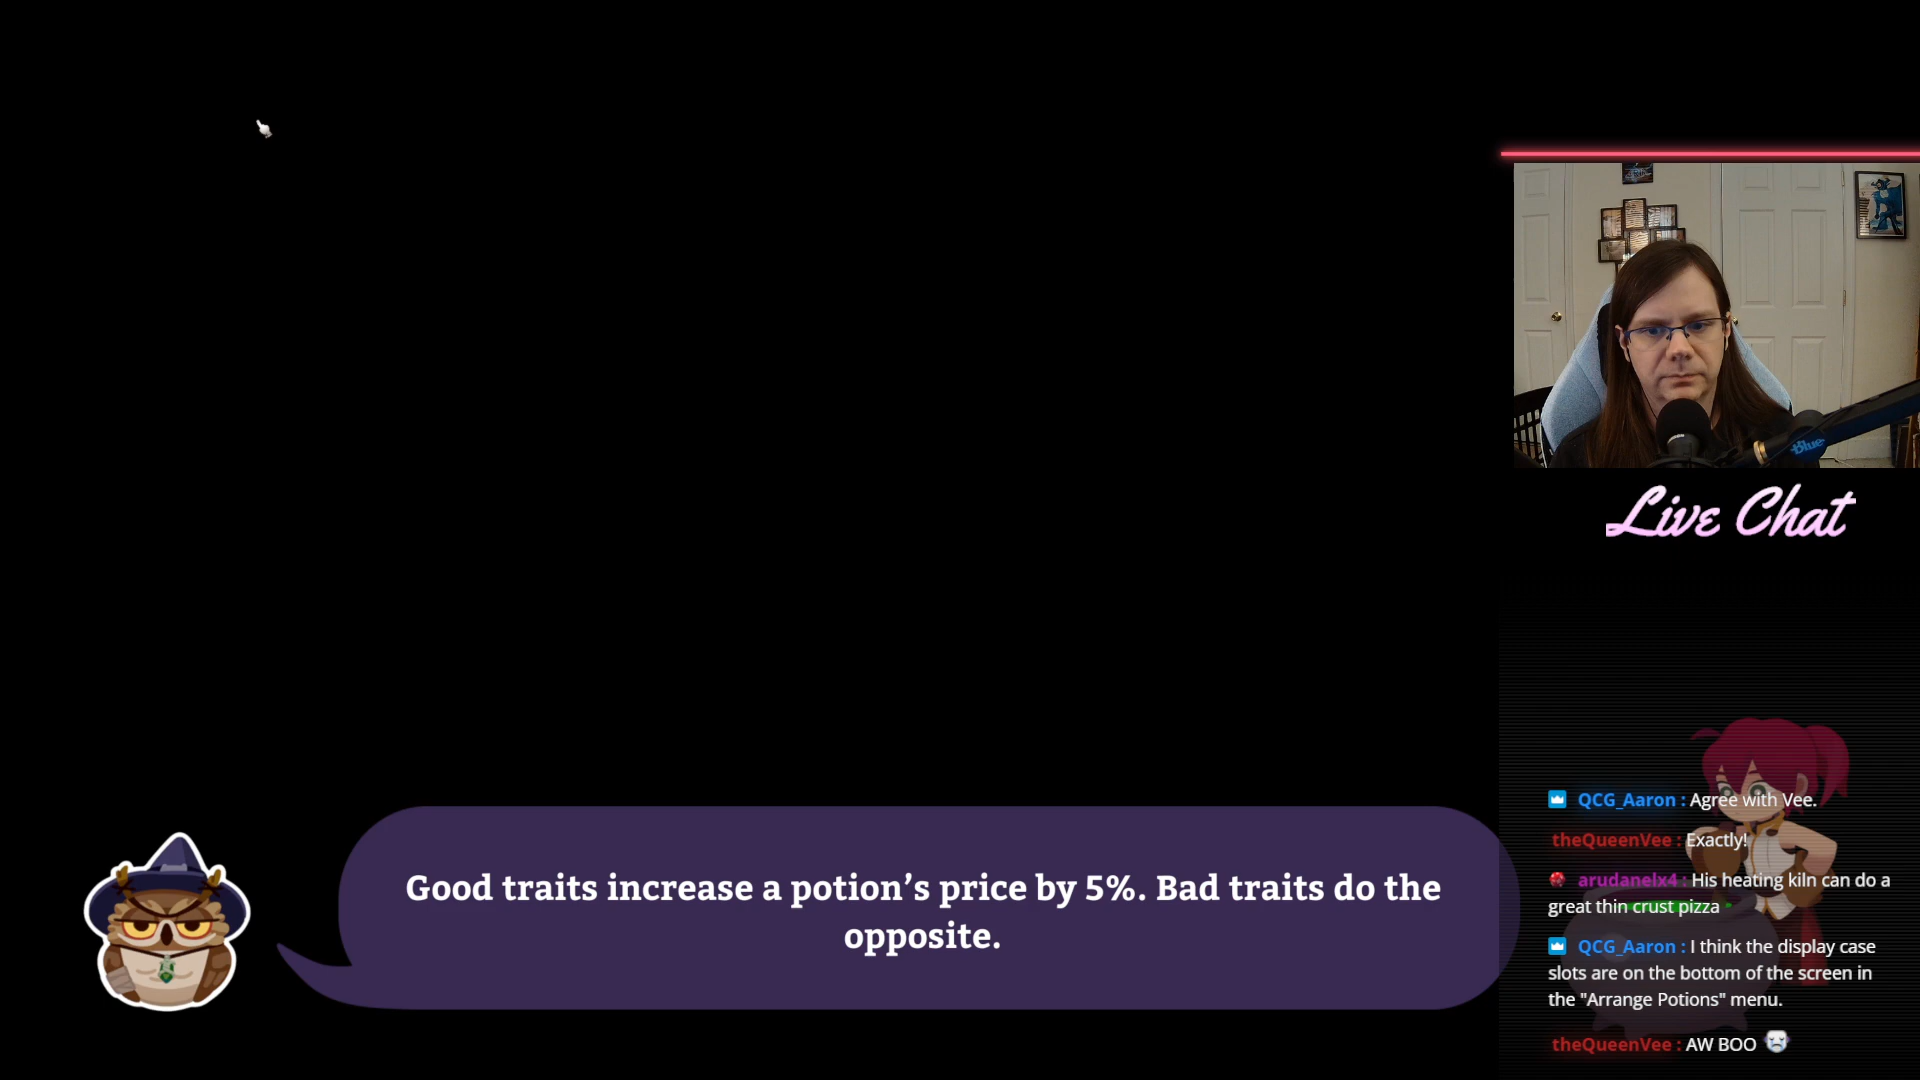 Good traits increase a potion’s price by 5%. Bad traits do the
opposite.
blue
Live Chat
QCG_Aaron : Agree with Vee.
theQueenVee : Exactly!
arudanelx4 : His heating kiln can do a
great thin crust pizza
QCG_Aaron : I think the display case
slots are on the bottom of the screen in
the "Arrange Potions" menu.
theQueenVee : AW BOO